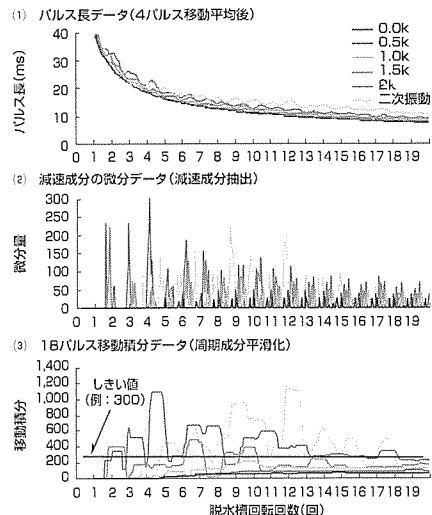 (1) パルス長データ(4パルス移動平均後)
パルス長(ms)
40
30
20
10
0
0.0k
0.5k
1.0k
1.5k
£k
二次振動
0 1 2 3 4 5 6 7 8 9 10 11 12 13 14 15 16 17 18 19
(2) 減速成分の微分データ(減速成分抽出)
微分量
300
250
200
150
100
50
0
0 1 2 3 4 5 6 7 8 9 10 11 12 13 14 15 16 17 18 19
(3) 18パルス移動積分データ(周期成分平滑化)
移動積分
1,400
1,200
1,000
800
600
400
200
0
しきい値
(例:300)
0 1 2 3 4 5 6 7 8 9 10 11 12 13 14 15 16 17 18 19
脱水槽回転回数(回)